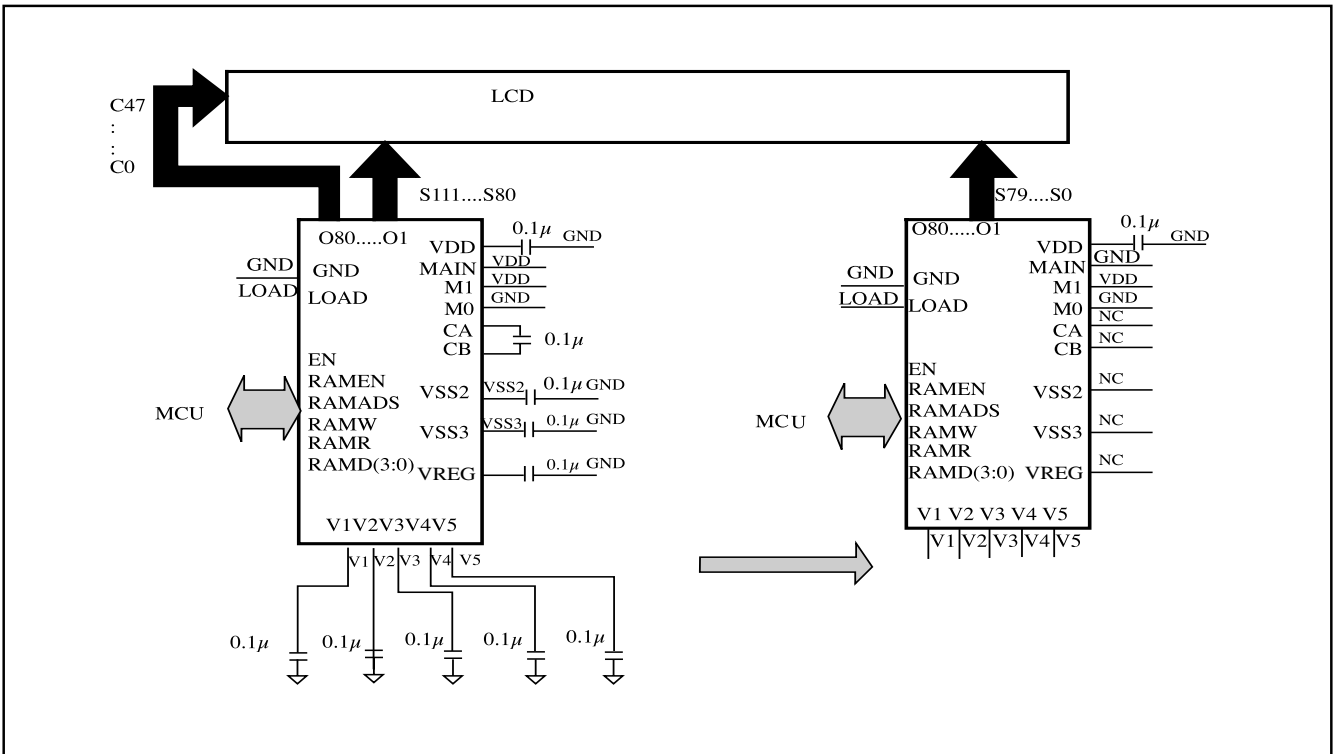 LCD
C47
:
:
C0
S111....S80
S79....S0
O80.....O1
VDD
MAIN
M1
M0
CA
CB
VSS2
VSS3
VREG
0.1μ
GND
VDD
VDD
GND
0.1μ
VSS2
0.1μ
GND
VSS3
0.1μ
GND
0.1μ
GND
GND
LOAD
GND
LOAD
EN
RAMEN
RAMADS
RAMW
RAMR
RAMD(3:0)
MCU
V1V2V3V4V5
V1 V2 V3 V4 V5
0.1μ
0.1μ
0.1μ
0.1μ
0.1μ
O80.....O1
VDD
MAIN
M1
M0
CA
CB
VSS2
VSS3
VREG
0.1μ
GND
GND
VDD
GND
NC
NC
NC
NC
NC
GND
LOAD
GND
LOAD
EN
RAMEN
RAMADS
RAMW
RAMR
RAMD(3:0)
MCU
V1 V2 V3 V4 V5
V1 V2 V3 V4 V5